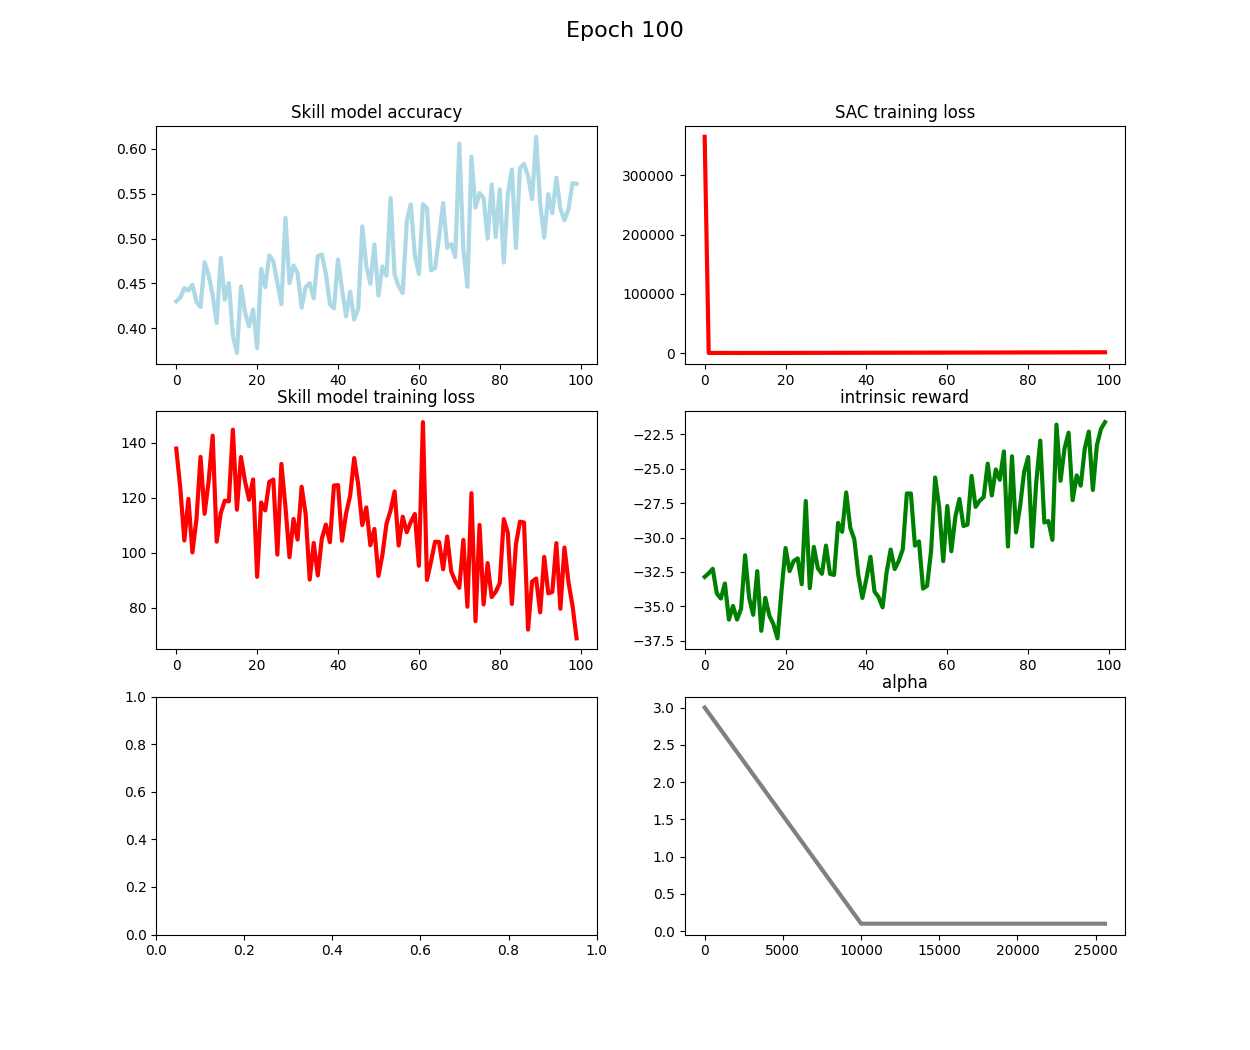 Epoch 100
Skill model accuracy
0.60
0.55
0.50
0.45
0.40
0 20 40 60 80 100
SAC training loss
300000
200000
100000
0
0 20 40 60 80 100
Skill model training loss
140
120
100
80
0 20 40 60 80 100
intrinsic reward
−22.5
−25.0
−27.5
−30.0
−32.5
−35.0
−37.5
0 20 40 60 80 100
1.0
0.8
0.6
0.4
0.2
0.0
0.0 0.2 0.4 0.6 0.8 1.0
alpha
3.0
2.5
2.0
1.5
1.0
0.5
0.0
0 5000 10000 15000 20000 25000